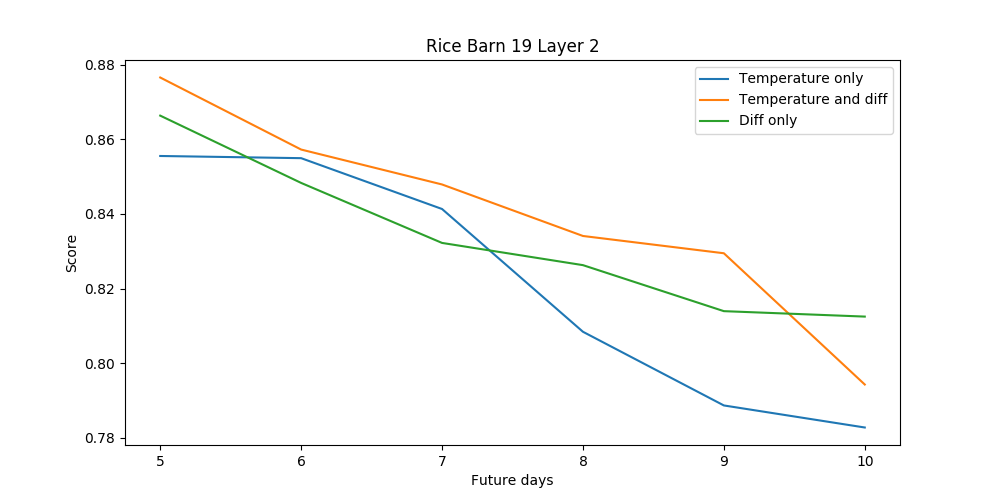 Rice Barn 19 Layer 2
0.88
0.86
0.84
0.82
0.80
0.78
Score
Temperature only
Temperature and diff
Diff only
5 6 7 8 9 10
Future days